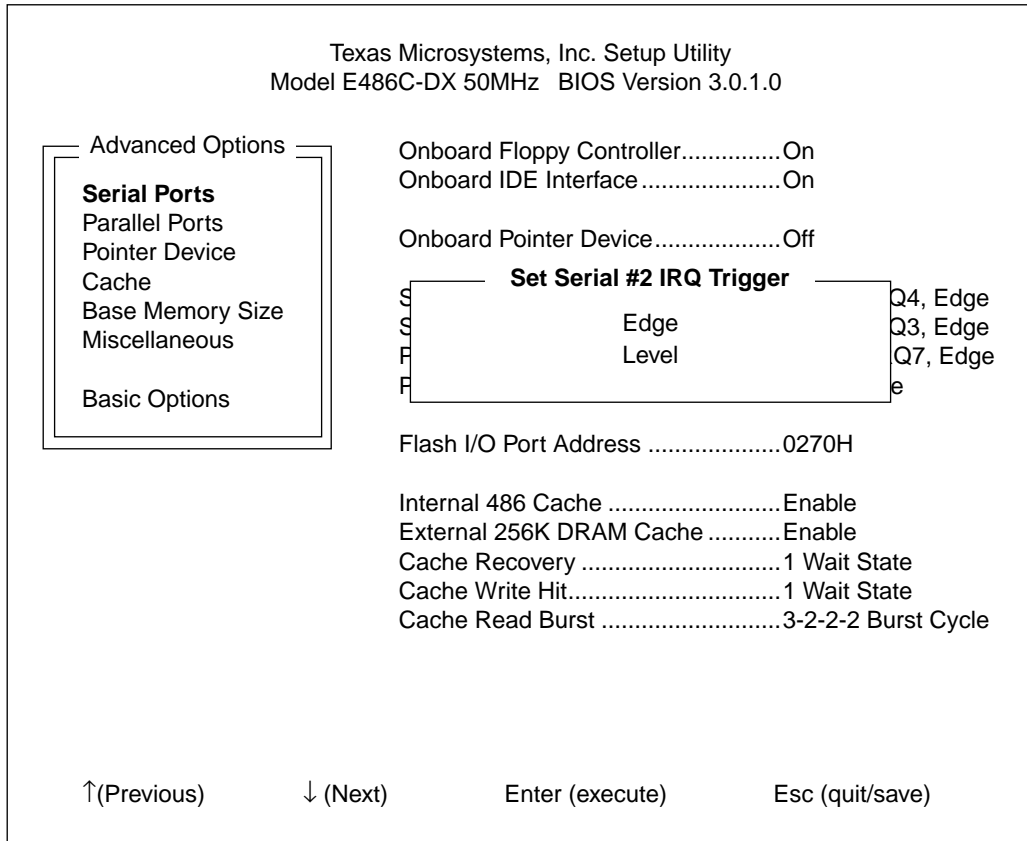 Texas Microsystems, Inc. Setup Utility
Model E486C-DX 50MHz BIOS Version 3.0.1.0
Advanced Options
Serial Ports
Parallel Ports
Pointer Device
Cache
Base Memory Size
Miscellaneous
Basic Options
Onboard Floppy Controller...............On
Onboard IDE Interface.....................On
Onboard Pointer Device...................Off
Set Serial #2 IRQ Trigger
Edge
Level
S Q4, Edge
S Q3, Edge
P Q7, Edge
P e
Flash I/O Port Address ....................0270H
Internal 486 Cache ..........................Enable
External 256K DRAM Cache ...........Enable
Cache Recovery ..............................1 Wait State
Cache Write Hit................................1 Wait State
Cache Read Burst ...........................3-2-2-2 Burst Cycle
↑(Previous) ↓ (Next) Enter (execute) Esc (quit/save)